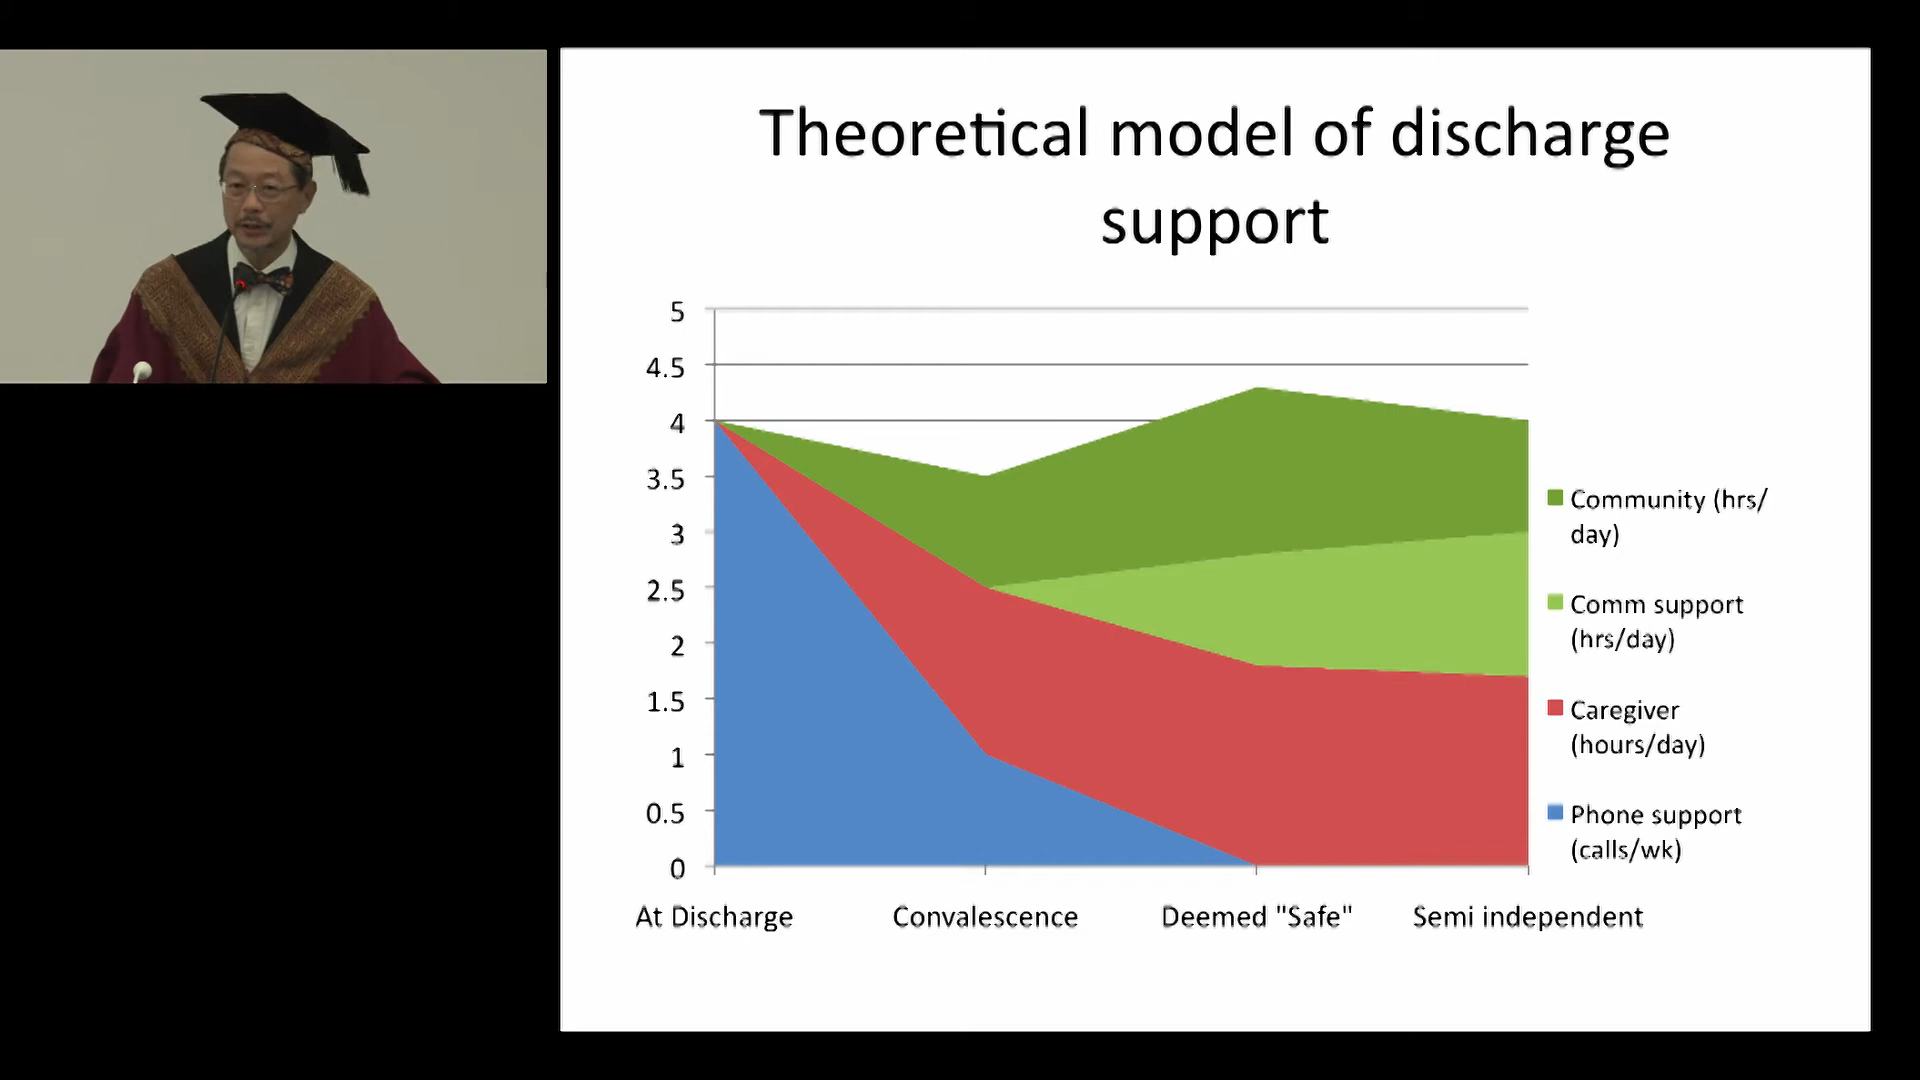 Theoretical model of discharge
support
5
4.5
4
3.5
3
2.5
2
1.5
1
0.5
0
At Discharge
Convalescence
Deemed "Safe"
Semi independent
Community (hrs/
day)
Comm support
(hrs/day)
Caregiver
(hours/day)
Phone support
(calls/wk)